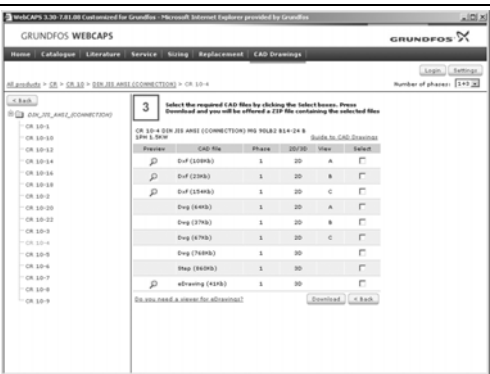 WebCAPS 3.30-7.01.00 Customized for Grundfos - Microsoft Internet Explorer provided by Grundfos
GRUNDFOS WEBCAPS
GRUNDFOS
Home Catalogue Literature Service Sizing Replacement CAD Drawings
Login Settings
All products > CR > CR 10 > DIN JIS ANSI (CONNECTION) > CR 10-4
Number of phases:
< Back
DIN_JIS_ANSI_(CONNECTION)
CR 10-1
CR 10-10
CR 10-12
CR 10-14
CR 10-16
CR 10-18
CR 10-2
CR 10-20
CR 10-22
CR 10-3
CR 10-4
CR 10-5
CR 10-6
CR 10-7
CR 10-8
CR 10-9
3
Select the required CAD files by clicking the Select boxes. Press
Download and you will be offered a ZIP file containing the selected files
CR 10-4 DIN JIS ANSI (CONNECTION) MG 90LB2 B14-24 B
1PH 1.5KW
Guide to CAD Drawings
Preview CAD file Phase 2D/3D View Select
Dxf (108Kb) 1 2D A
Dxf (23Kb) 1 2D B
Dxf (154Kb) 1 2D C
Dwg (64Kb) 1 2D A
Dwg (37Kb) 1 2D B
Dwg (67Kb) 1 2D C
Dwg (768Kb) 1 3D
Step (860Kb) 1 3D
eDrawing (41Kb) 1 3D
Do you need a viewer for eDrawings?
Download < Back